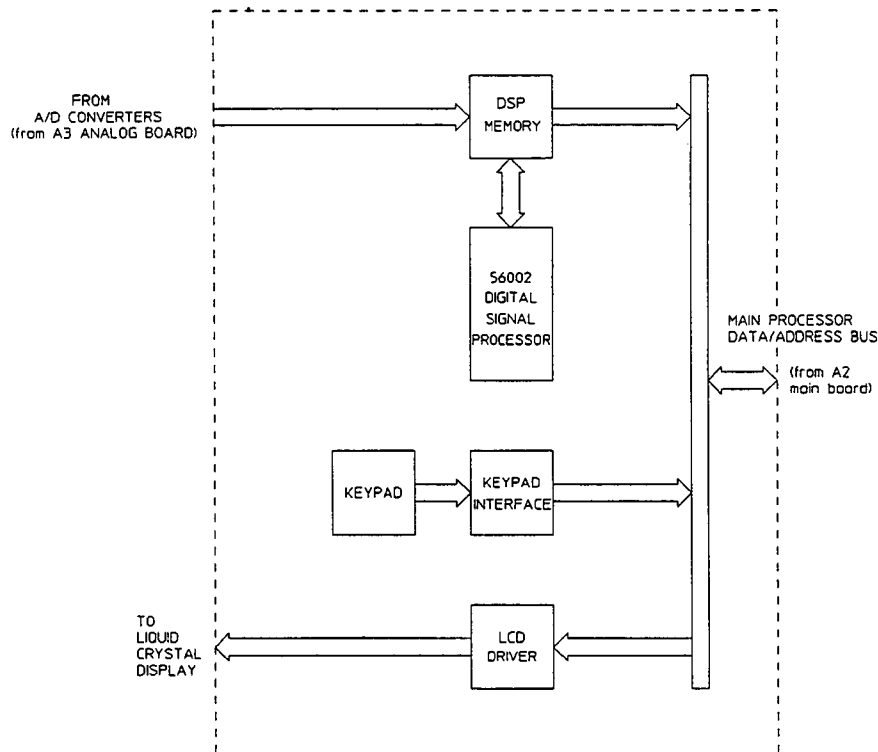 FROM
A/D CONVERTERS
(from A3 ANALOG BOARD)
DSP
MEMORY
56002
DIGITAL
SIGNAL
PROCESSOR
MAIN PROCESSOR
DATA/ADDRESS BUS
(from A2
main board)
KEYPAD
KEYPAD
INTERFACE
TO
LIQUID
CRYSTAL
DISPLAY
LCD
DRIVER